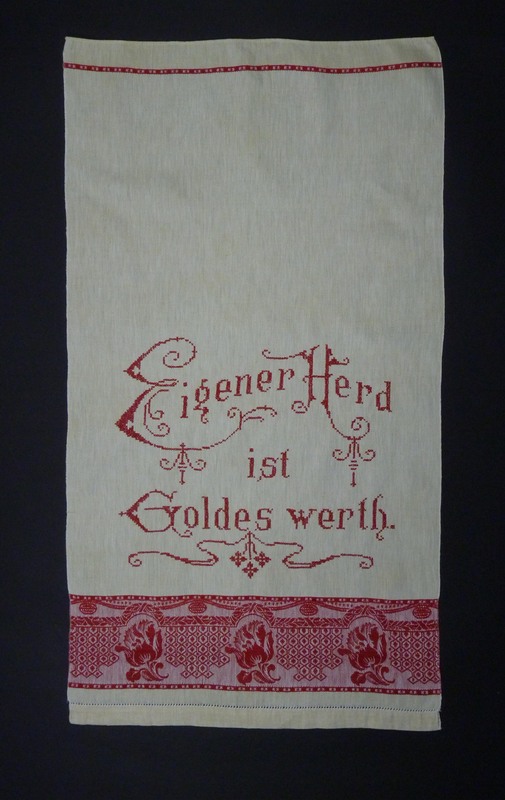 Eigener Herd
ist
Goldes werth.